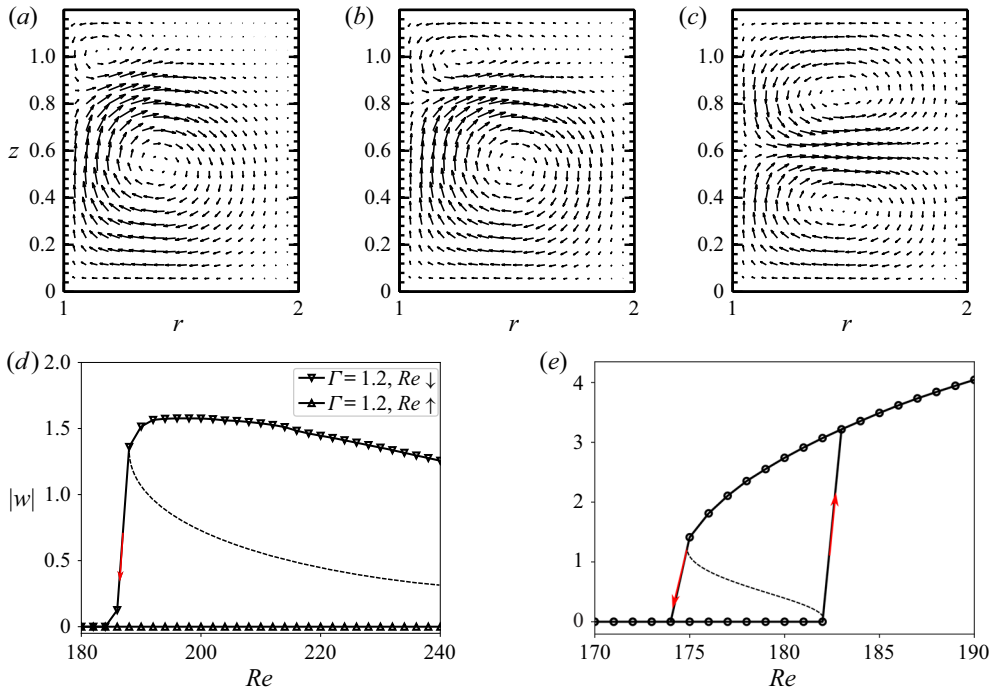 (a) (b) (c)
1.0 1.0 1.0
0.8 0.8 0.8
z 0.6 0.6 0.6
0.4 0.4 0.4
0.2 0.2 0.2
0 0 0
1 2 1 2 1 2
r r r
(d) (e)
2.0
Γ = 1.2, Re ↓
Γ = 1.2, Re ↑
1.5
|w| 1.0
0.5
0
180 200 220 240
Re
4
3
2
1
0
170 175 180 185 190
Re